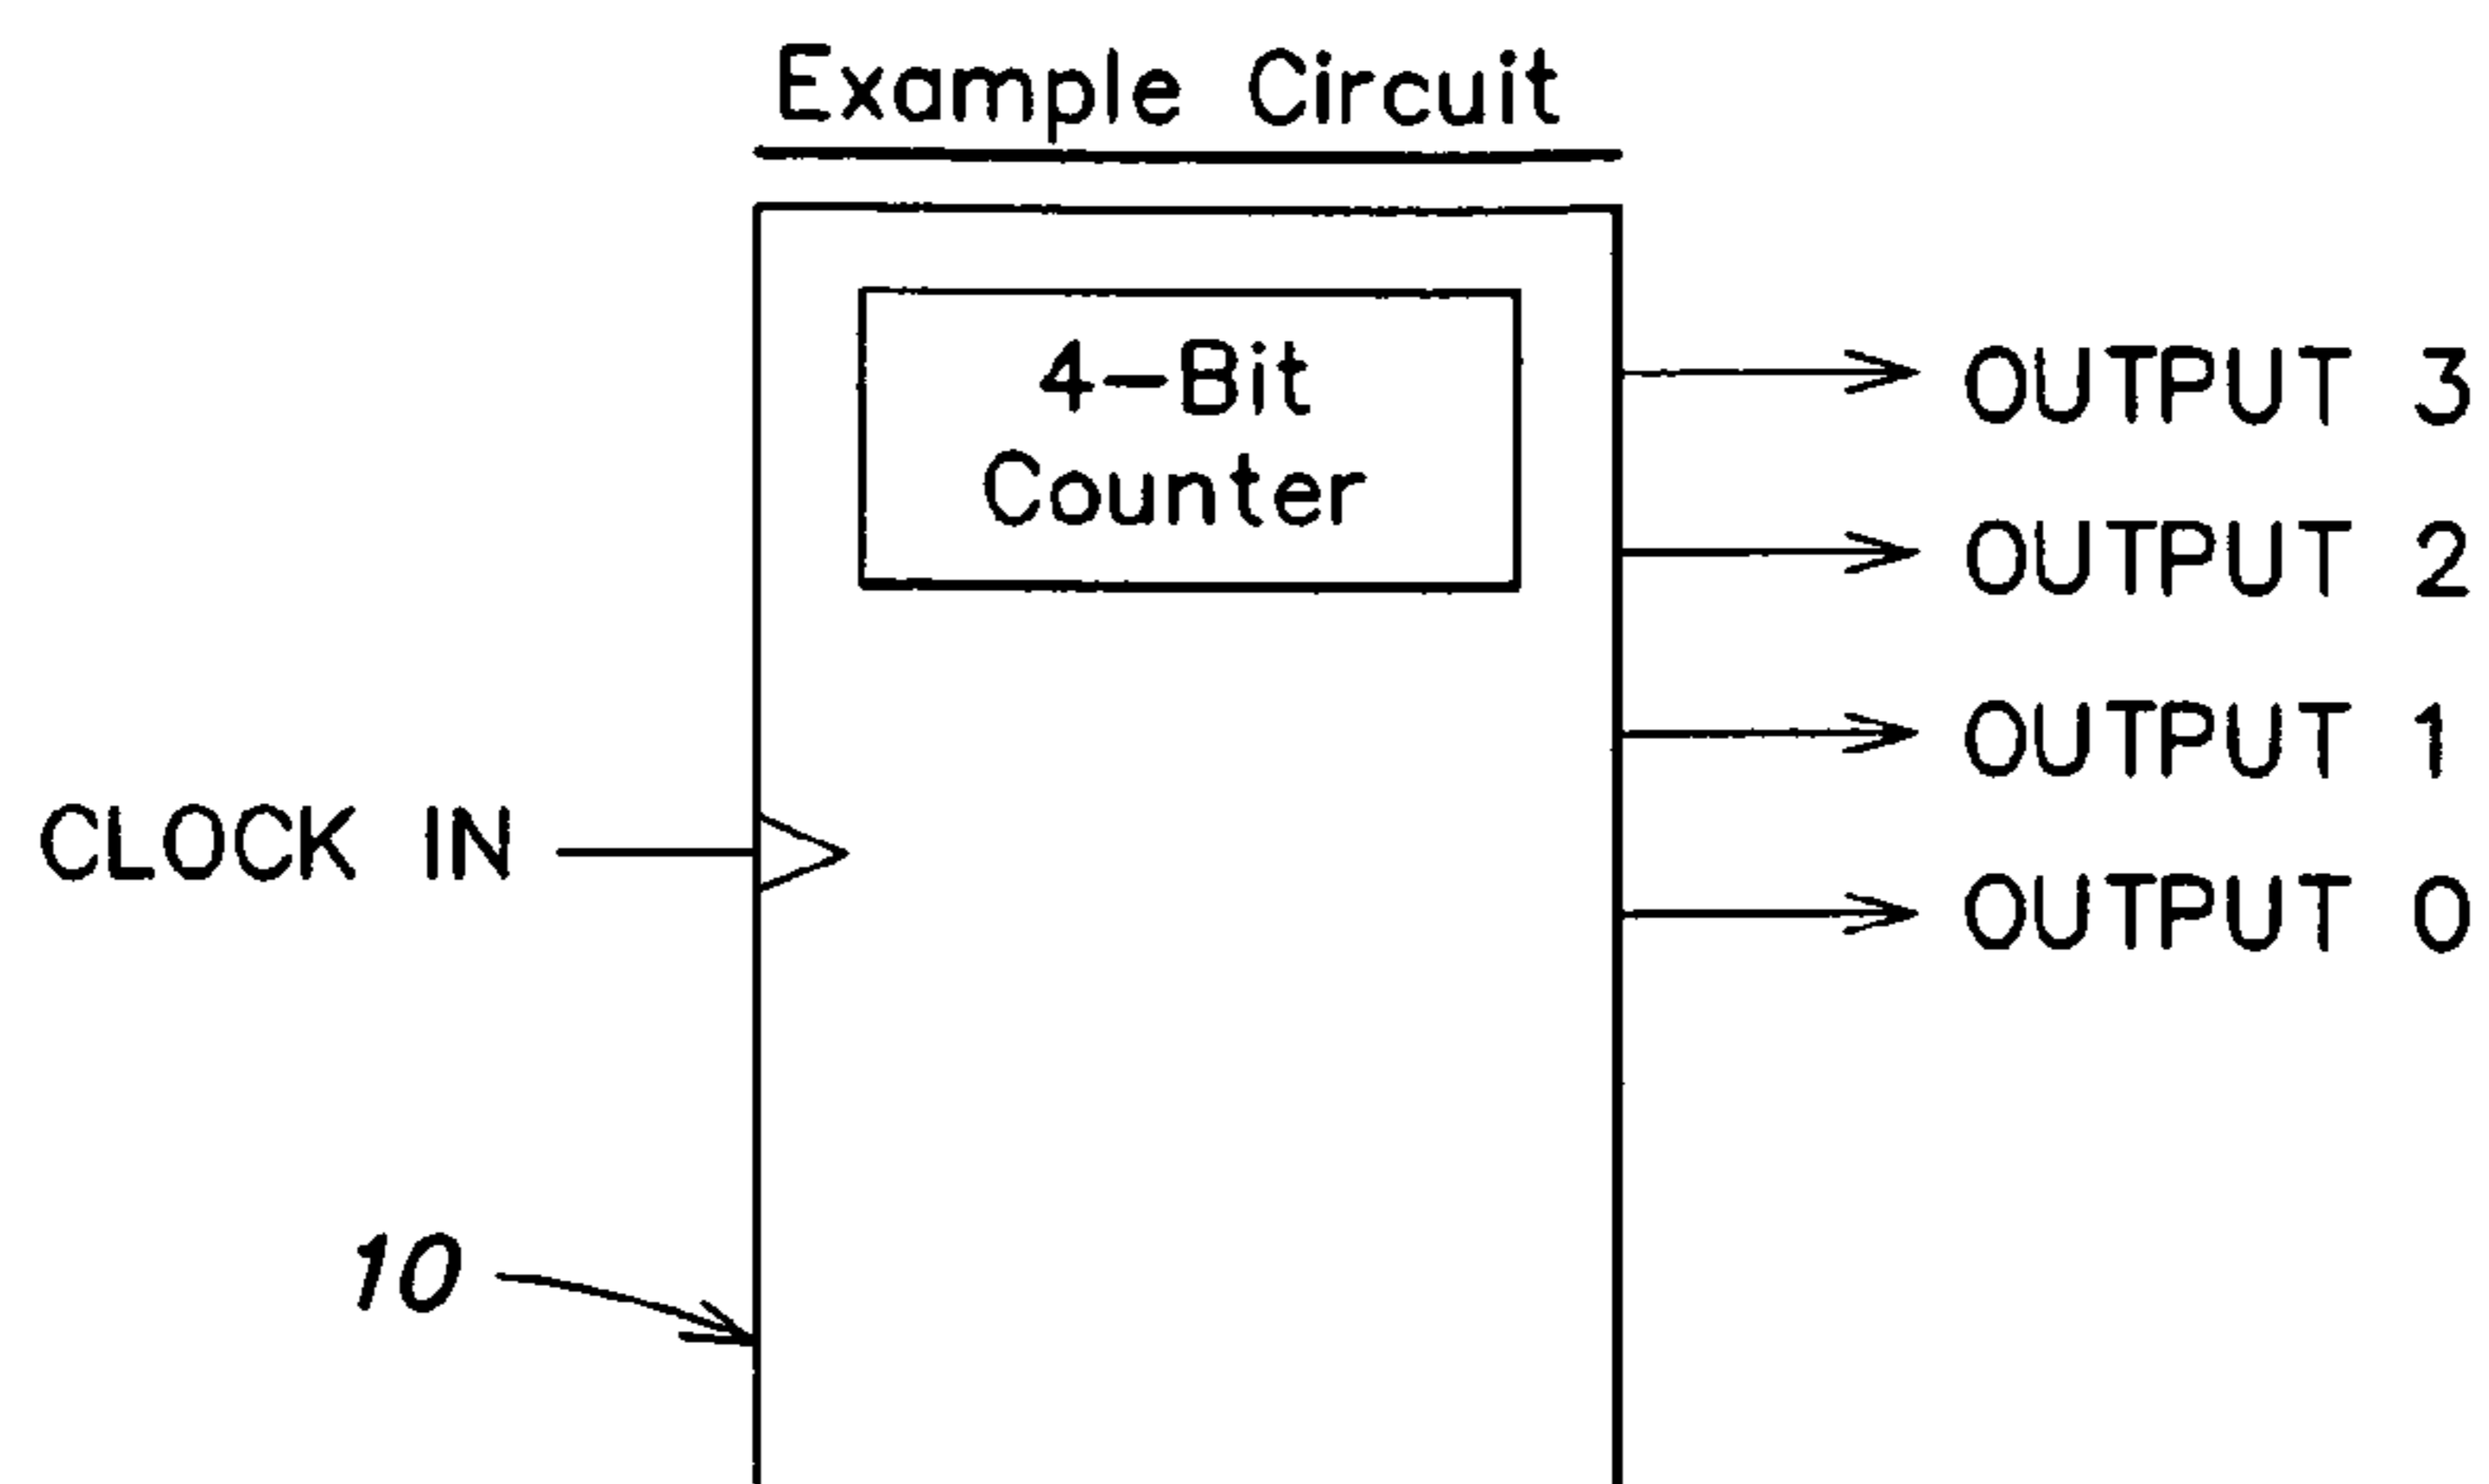 Example Circuit
4-Bit
Counter
OUTPUT 3
OUTPUT 2
OUTPUT 1
CLOCK IN
OUTPUT 0
10